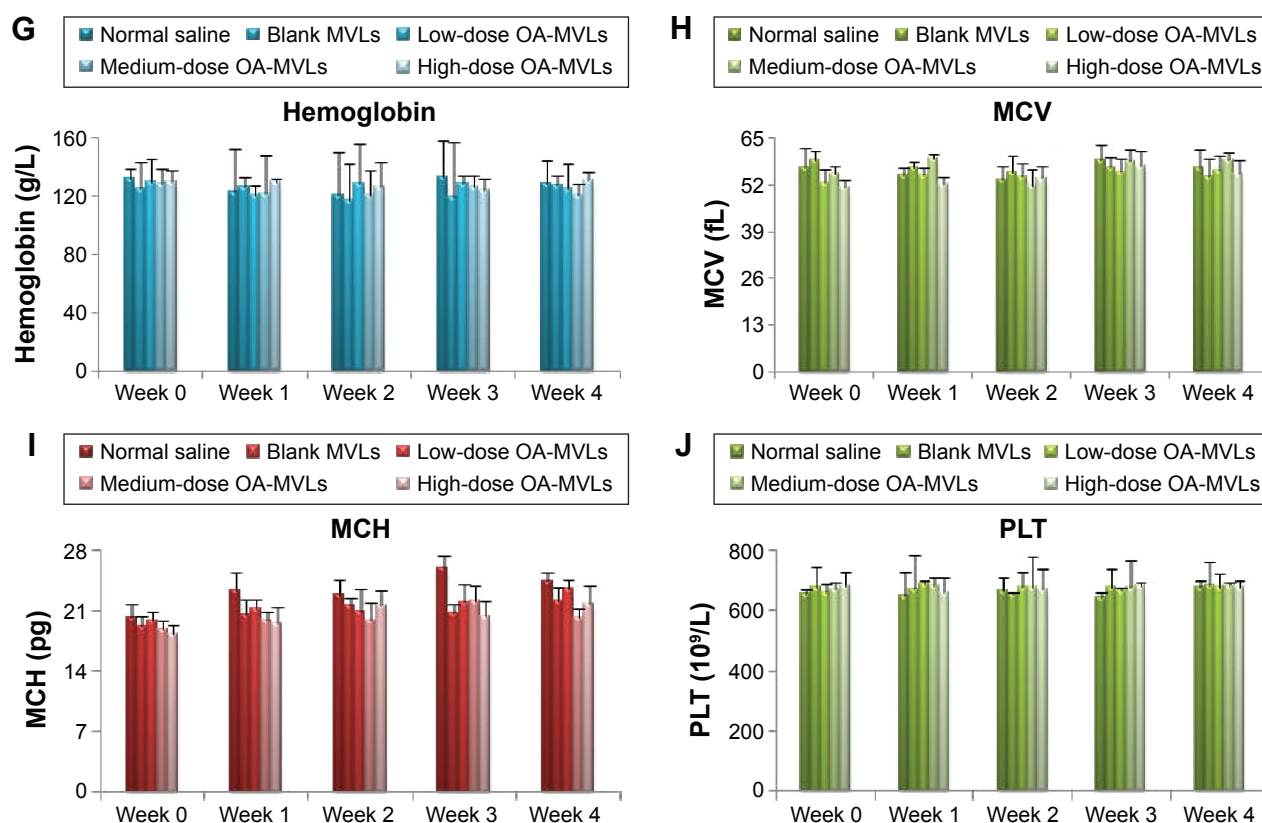 G
Normal saline Blank MVLs Low-dose OA-MVLs
Medium-dose OA-MVLs High-dose OA-MVLs
Hemoglobin
Hemoglobin (g/L)
160
120
80
40
0
Week 0 Week 1 Week 2 Week 3 Week 4
H
Normal saline Blank MVLs Low-dose OA-MVLs
Medium-dose OA-MVLs High-dose OA-MVLs
MCV
MCV (fL)
65
52
39
26
13
0
Week 0 Week 1 Week 2 Week 3 Week 4
I
Normal saline Blank MVLs Low-dose OA-MVLs
Medium-dose OA-MVLs High-dose OA-MVLs
MCH
MCH (pg)
28
21
14
7
0
Week 0 Week 1 Week 2 Week 3 Week 4
J
Normal saline Blank MVLs Low-dose OA-MVLs
Medium-dose OA-MVLs High-dose OA-MVLs
PLT
PLT (10⁹/L)
800
600
400
200
0
Week 0 Week 1 Week 2 Week 3 Week 4